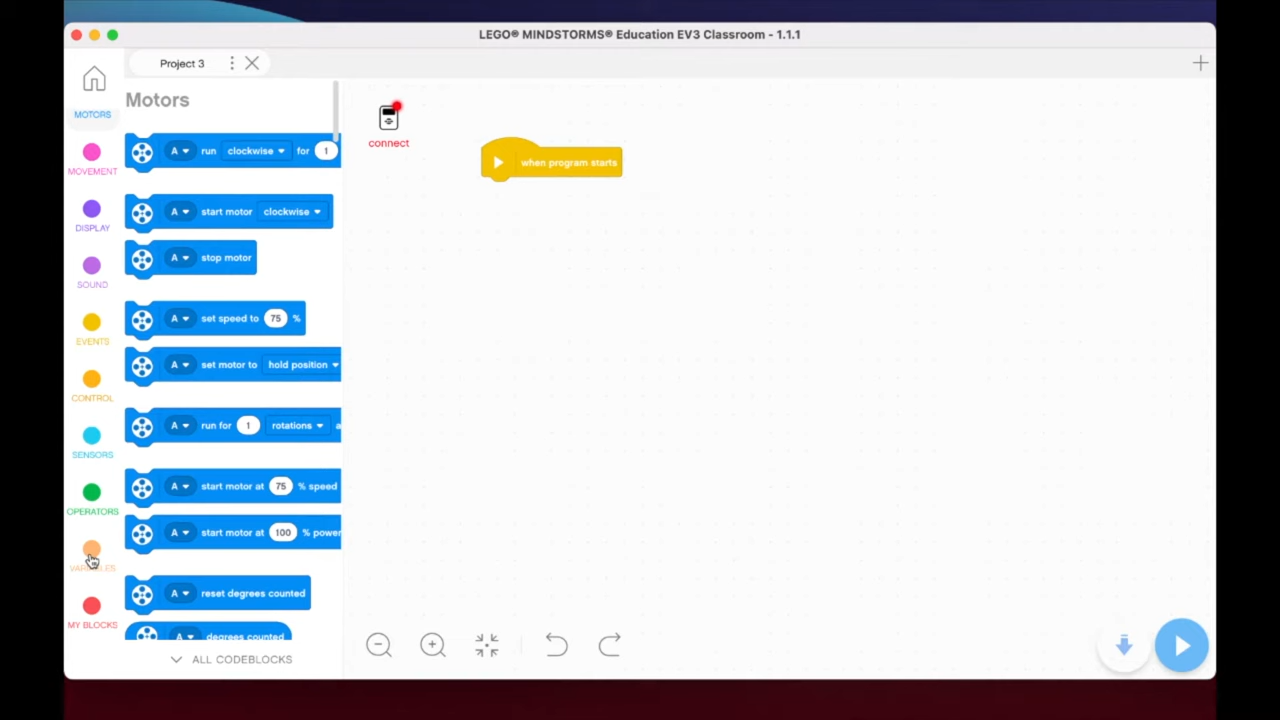 LEGO® MINDSTORMS® Education EV3 Classroom - 1.1.1
Project 3
MOTORS
MOVEMENT
DISPLAY
SOUND
EVENTS
CONTROL
SENSORS
OPERATORS
VARIABLES
MY BLOCKS
Motors
A run clockwise for 1
A start motor clockwise
A stop motor
A set speed to 75 %
A set motor to hold position
A run for 1 rotations a
A start motor at 75 % speed
A start motor at 100 % power
A reset degrees counted
A degrees counted
ALL CODEBLOCKS
connect
when program starts